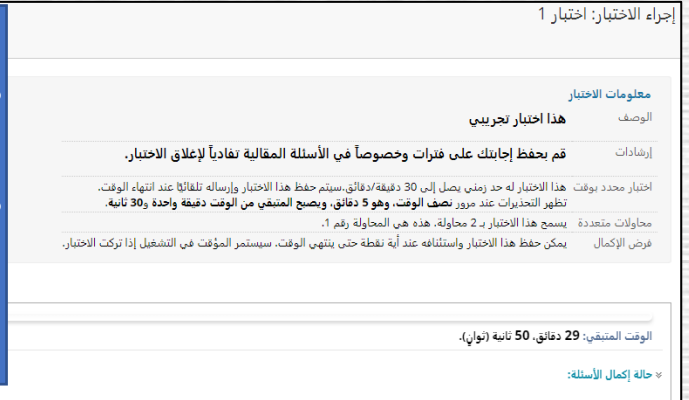 إجراء الاختبار: اختبار 1
معلومات الاختبار
الوصف هذا اختبار تجريبي
إرشادات قم بحفظ إجابتك على فترات وخصوصاً في الأسئلة المقالية تفادياً لإغلاق الاختبار.
اختبار محدد بوقت هذا الاختبار له حد زمني يصل إلى 30 دقيقة/دقائق.سيتم حفظ هذا الاختبار وإرساله تلقائيًا عند انتهاء الوقت.
تظهر التحذيرات عند مرور نصف الوقت، وهو 5 دقائق، ويصبح المتبقي من الوقت دقيقة واحدة و30 ثانية.
محاولات متعددة يسمح هذا الاختبار بـ 2 محاولة. هذه هي المحاولة رقم 1.
فرض الإكمال يمكن حفظ هذا الاختبار واستئنافه عند أية نقطة حتى ينتهي الوقت. سيستمر المؤقت في التشغيل إذا تركت الاختبار.
الوقت المتبقي: 29 دقائق، 50 ثانية (ثوانٍ).
حالة إكمال الأسئلة: